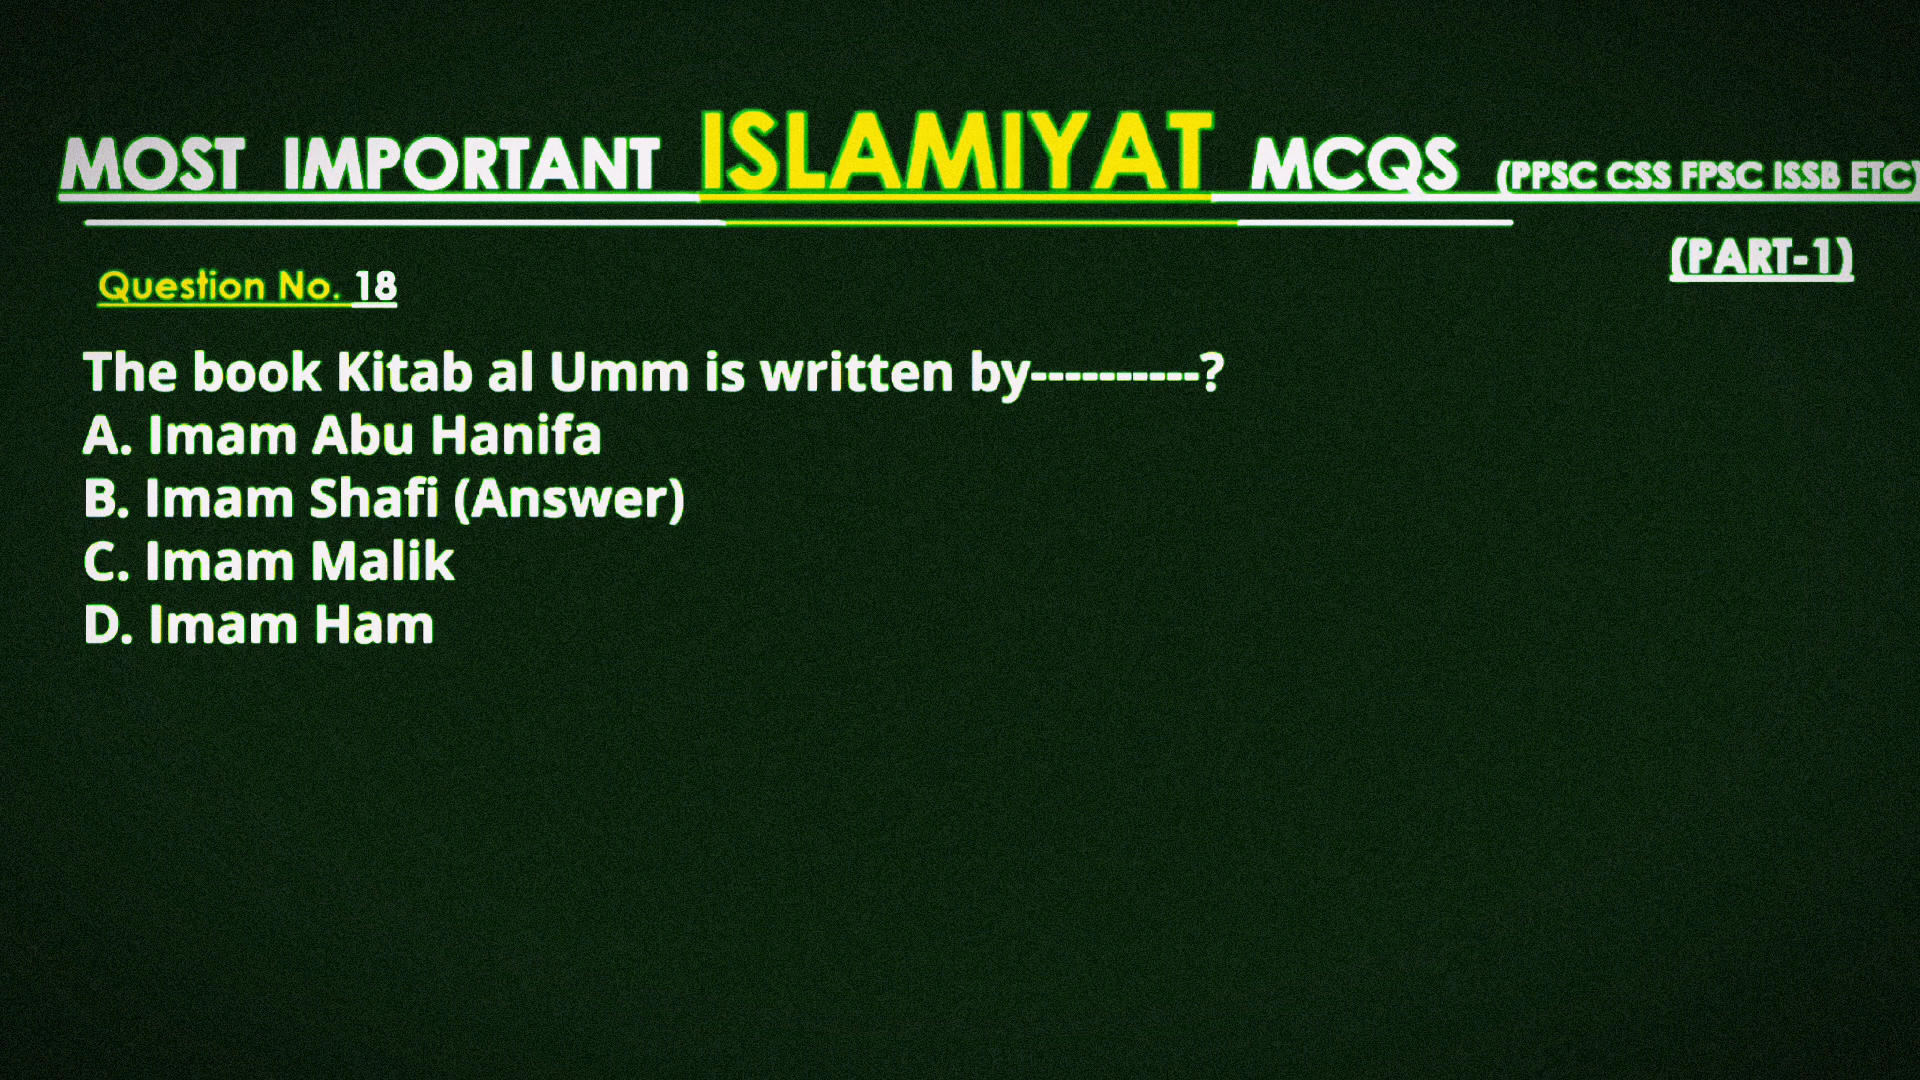 MOST IMPORTANT ISLAMIYAT MCQS (PPSC CSS FPSC ISSB ETC)
(PART-1)
Question No. 18
The book Kitab al Umm is written by----------?
A. Imam Abu Hanifa
B. Imam Shafi (Answer)
C. Imam Malik
D. Imam Ham